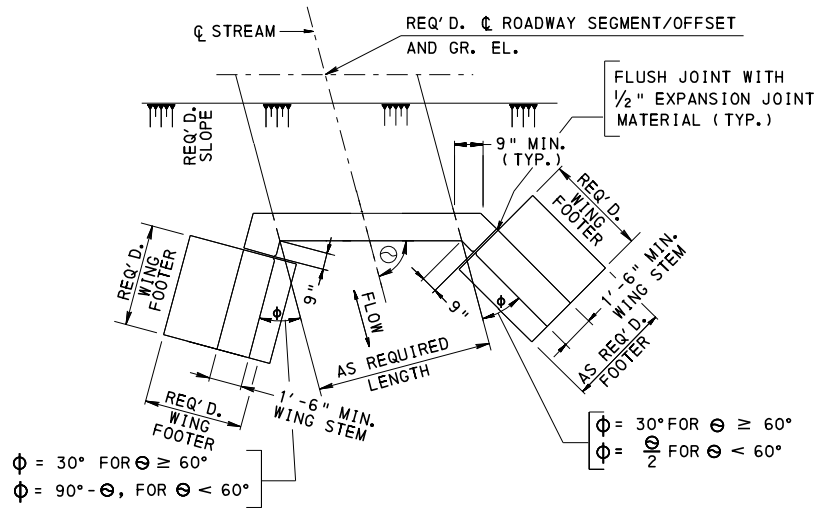 ℄ STREAM
REQ'D. ℄ ROADWAY SEGMENT/OFFSET
AND GR. EL.
FLUSH JOINT WITH
1/2" EXPANSION JOINT
MATERIAL (TYP.)
REQ'D.
SLOPE
9" MIN.
(TYP.)
REQ'D.
WING
FOOTER
REQ'D.
WING
FOOTER
1'-6" MIN.
WING STEM
9"
ϕ
Θ
FLOW
9"
ϕ
AS REQUIRED
LENGTH
AS REQ'D.
FOOTER
1'-6" MIN.
WING STEM
REQ'D.
WING
FOOTER
ϕ = 30° FOR Θ ≥ 60°
ϕ = Θ/2 FOR Θ < 60°
ϕ = 30° FOR Θ ≥ 60°
ϕ = 90°-Θ, FOR Θ < 60°